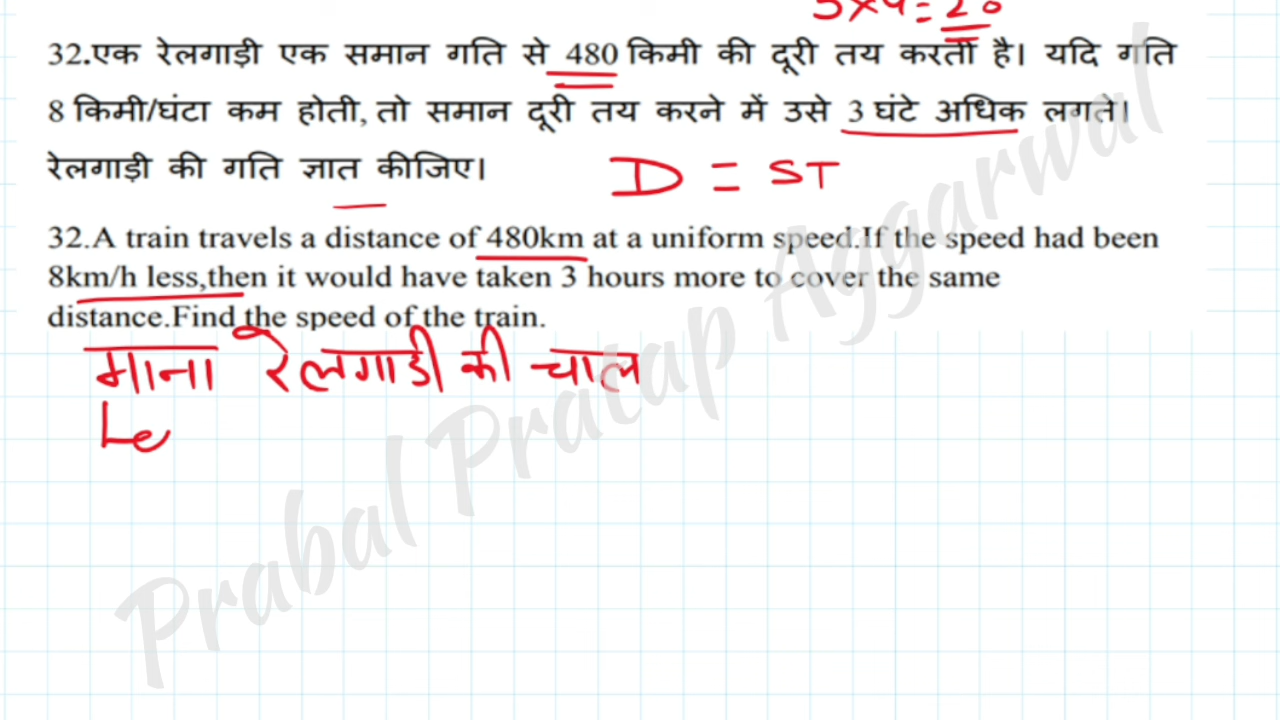 5×4=20
32.एक रेलगाड़ी एक समान गति से 480 किमी की दूरी तय करती है। यदि गति
8 किमी/घंटा कम होती, तो समान दूरी तय करने में उसे 3 घंटे अधिक लगते।
रेलगाड़ी की गति ज्ञात कीजिए।
D = ST
32.A train travels a distance of 480km at a uniform speed.If the speed had been
8km/h less,then it would have taken 3 hours more to cover the same
distance.Find the speed of the train.
माना रेलगाडी की चाल
Le
Prabal Pratap Aggarwal